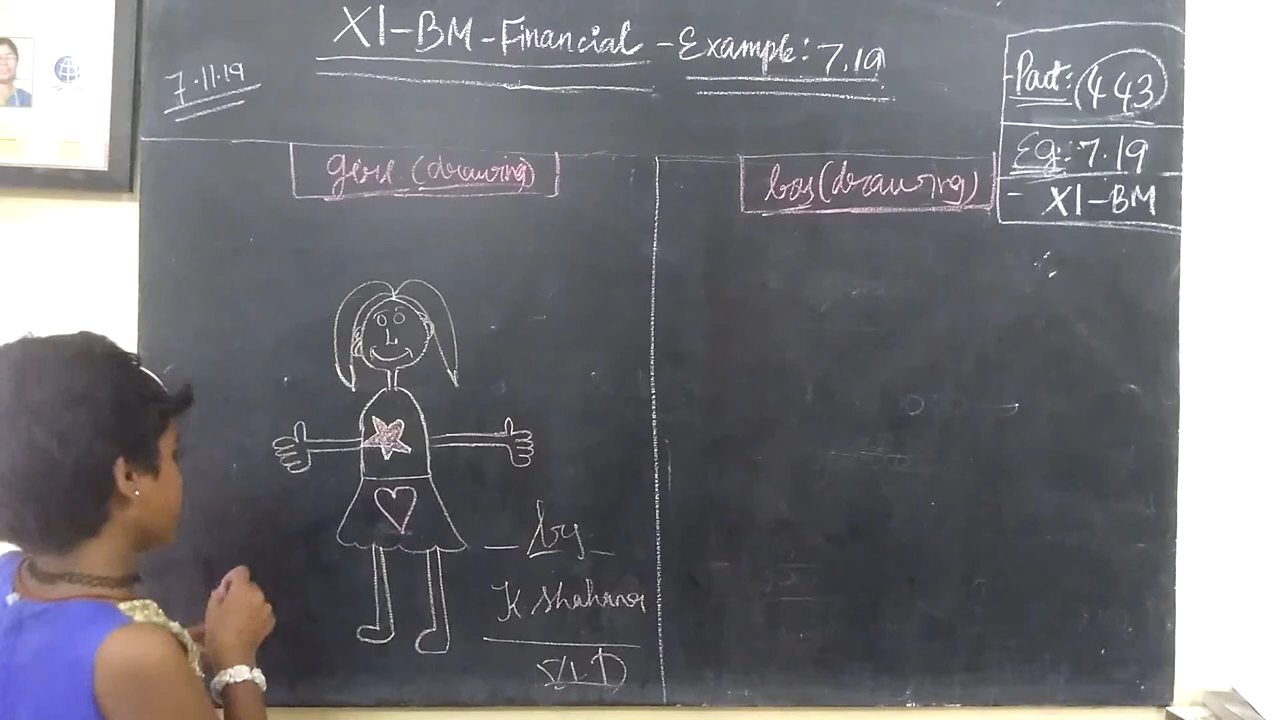 XI-BM-Financial-Example: 7.19
7.11.19
Part: 443
Eg: 7.19
- XI-BM
girl (drawing)
boy (drawing)
- by -
K Shahana
VI D